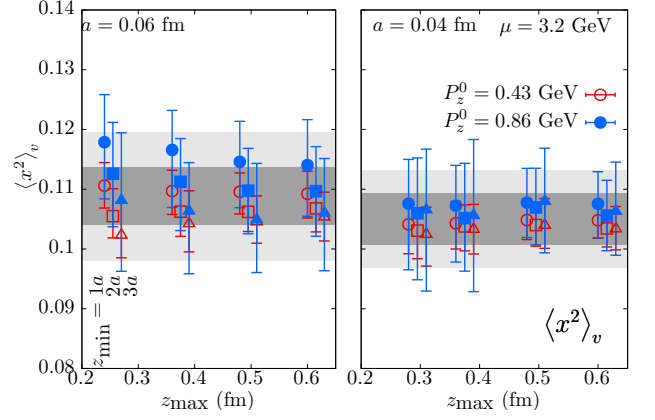 0.14
0.13
0.12
0.11
0.1
0.09
0.08
⟨x²⟩ᵥ
a = 0.06 fm
z_min = 1a
2a
3a
0.2 0.3 0.4 0.5 0.6
z_max (fm)
a = 0.04 fm μ = 3.2 GeV
P_z^0 = 0.43 GeV
P_z^0 = 0.86 GeV
⟨x²⟩ᵥ
0.2 0.3 0.4 0.5 0.6
z_max (fm)